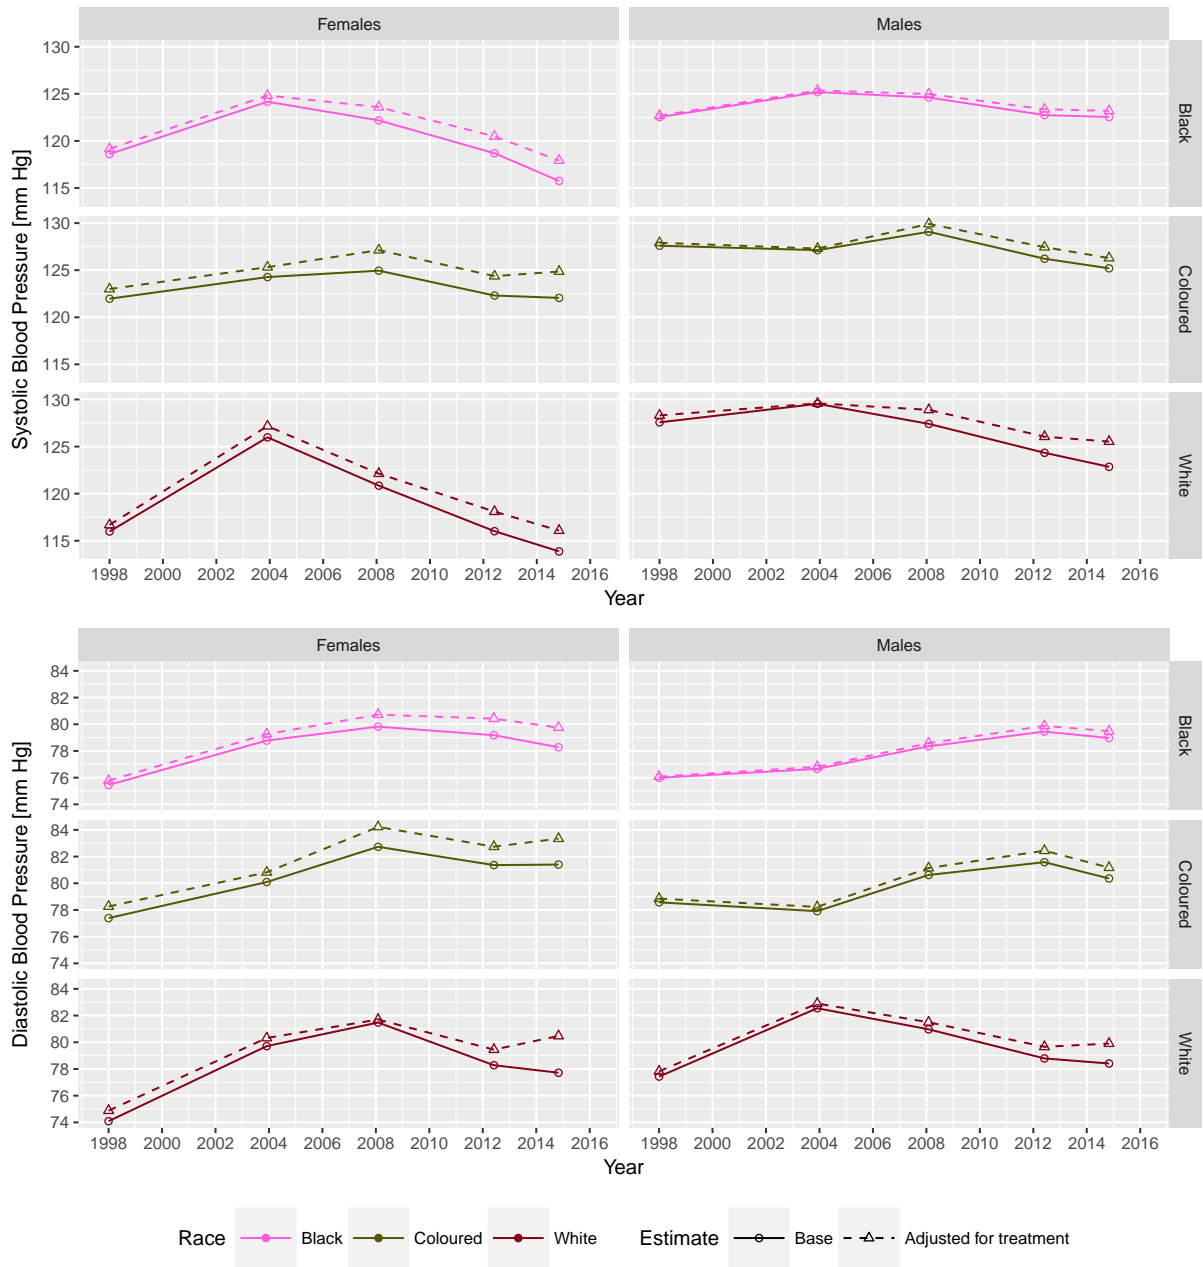 Females Males
Systolic Blood Pressure [mm Hg]
130
125
120
115
Black
130
125
120
115
Coloured
130
125
120
115
White
1998 2000 2002 2004 2006 2008 2010 2012 2014 2016 1998 2000 2002 2004 2006 2008 2010 2012 2014 2016
Year
Females Males
Diastolic Blood Pressure [mm Hg]
84
82
80
78
76
74
Black
84
82
80
78
76
74
Coloured
84
82
80
78
76
74
White
1998 2000 2002 2004 2006 2008 2010 2012 2014 2016 1998 2000 2002 2004 2006 2008 2010 2012 2014 2016
Year
Race Black Coloured White Estimate Base Adjusted for treatment